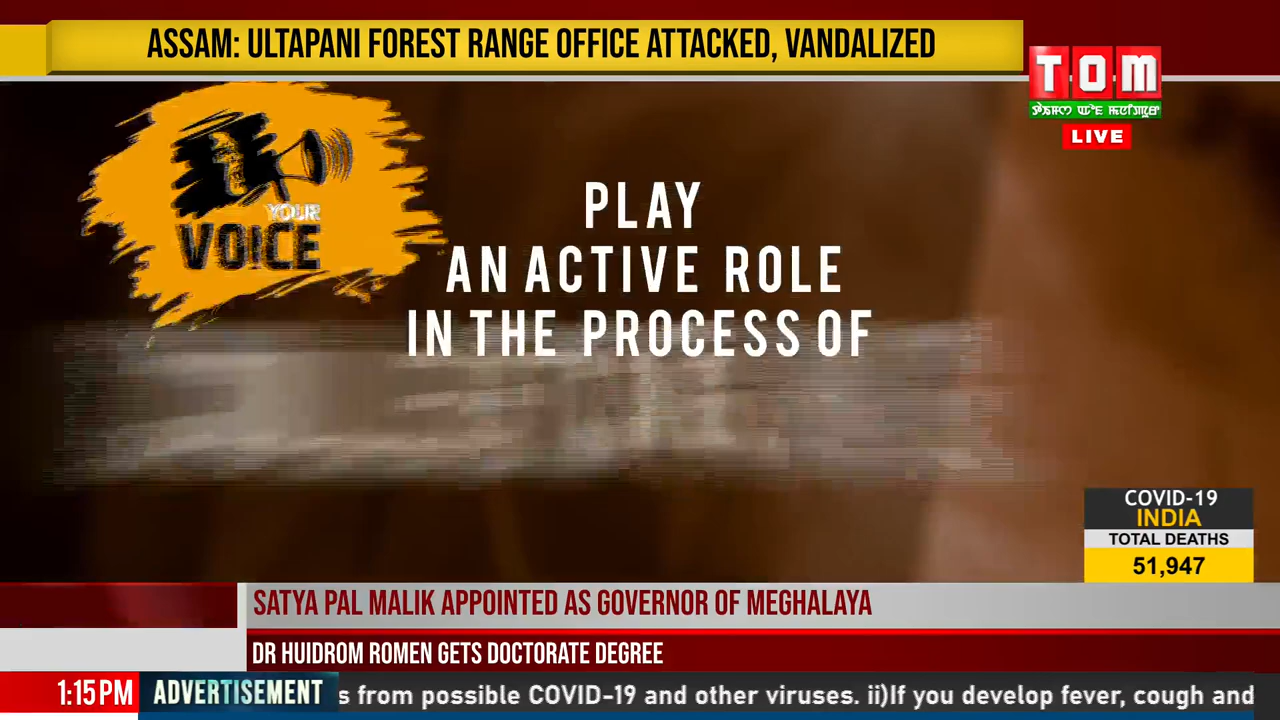 ASSAM: ULTAPANI FOREST RANGE OFFICE ATTACKED, VANDALIZED
TOM
LIVE
YOUR
VOICE
PLAY
AN ACTIVE ROLE
IN THE PROCESS OF
COVID-19
INDIA
TOTAL DEATHS
51,947
SATYA PAL MALIK APPOINTED AS GOVERNOR OF MEGHALAYA
DR HUIDROM ROMEN GETS DOCTORATE DEGREE
1:15 PM ADVERTISEMENT s from possible COVID-19 and other viruses. ii)If you develop fever, cough and